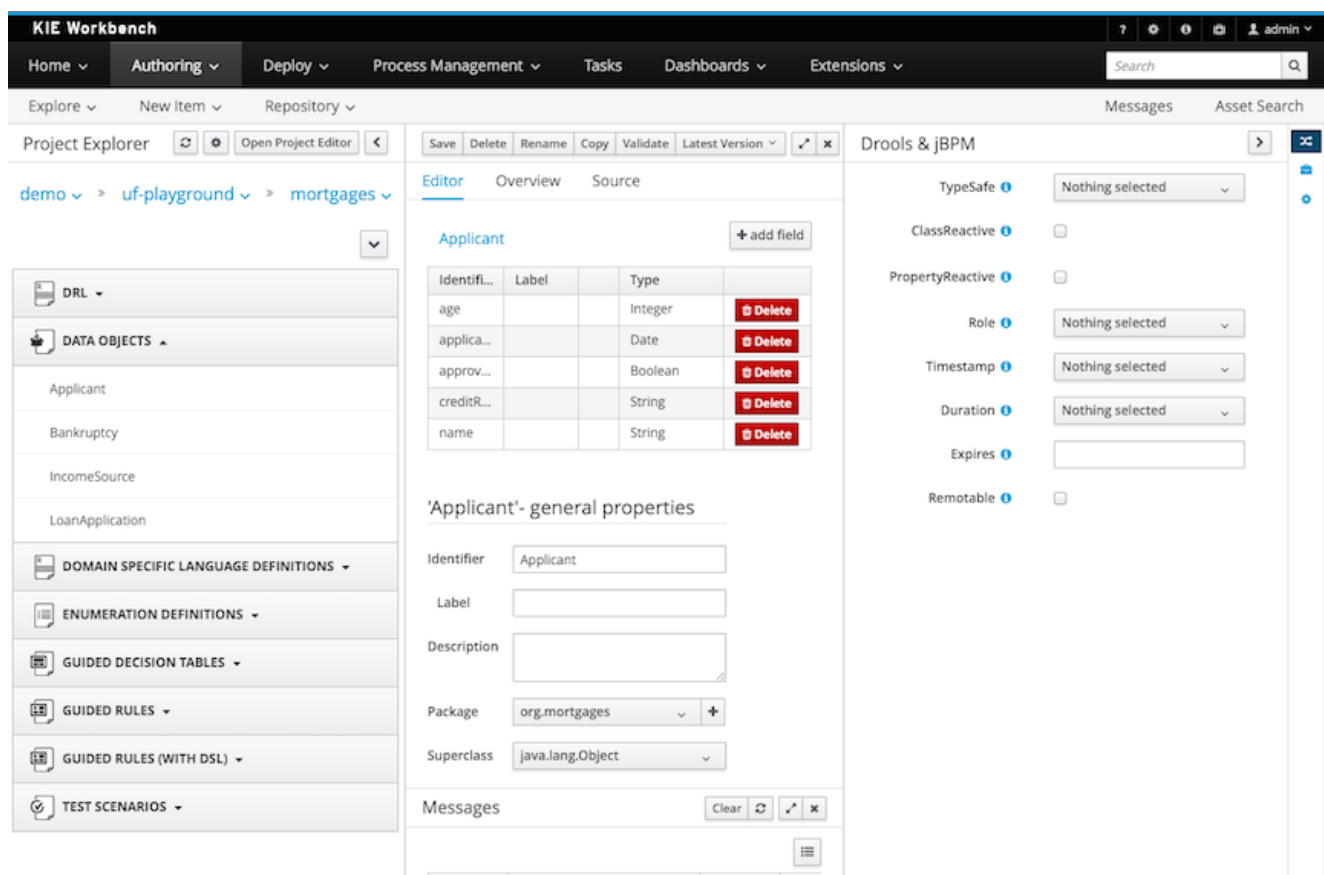 KIE Workbench
? admin
Home Authoring Deploy Process Management Tasks Dashboards Extensions Search
Explore New Item Repository Messages Asset Search
Project Explorer Open Project Editor
demo » uf-playground » mortgages
DRL
DATA OBJECTS
Applicant
Bankruptcy
IncomeSource
LoanApplication
DOMAIN SPECIFIC LANGUAGE DEFINITIONS
ENUMERATION DEFINITIONS
GUIDED DECISION TABLES
GUIDED RULES
GUIDED RULES (WITH DSL)
TEST SCENARIOS
Save Delete Rename Copy Validate Latest Version
Editor Overview Source
Applicant + add field
Identifi... Label Type
age Integer Delete
applica... Date Delete
approv... Boolean Delete
creditR... String Delete
name String Delete
'Applicant'- general properties
Identifier Applicant
Label
Description
Package org.mortgages +
Superclass java.lang.Object
Messages Clear
Drools & jBPM
TypeSafe Nothing selected
ClassReactive
PropertyReactive
Role Nothing selected
Timestamp Nothing selected
Duration Nothing selected
Expires
Remotable